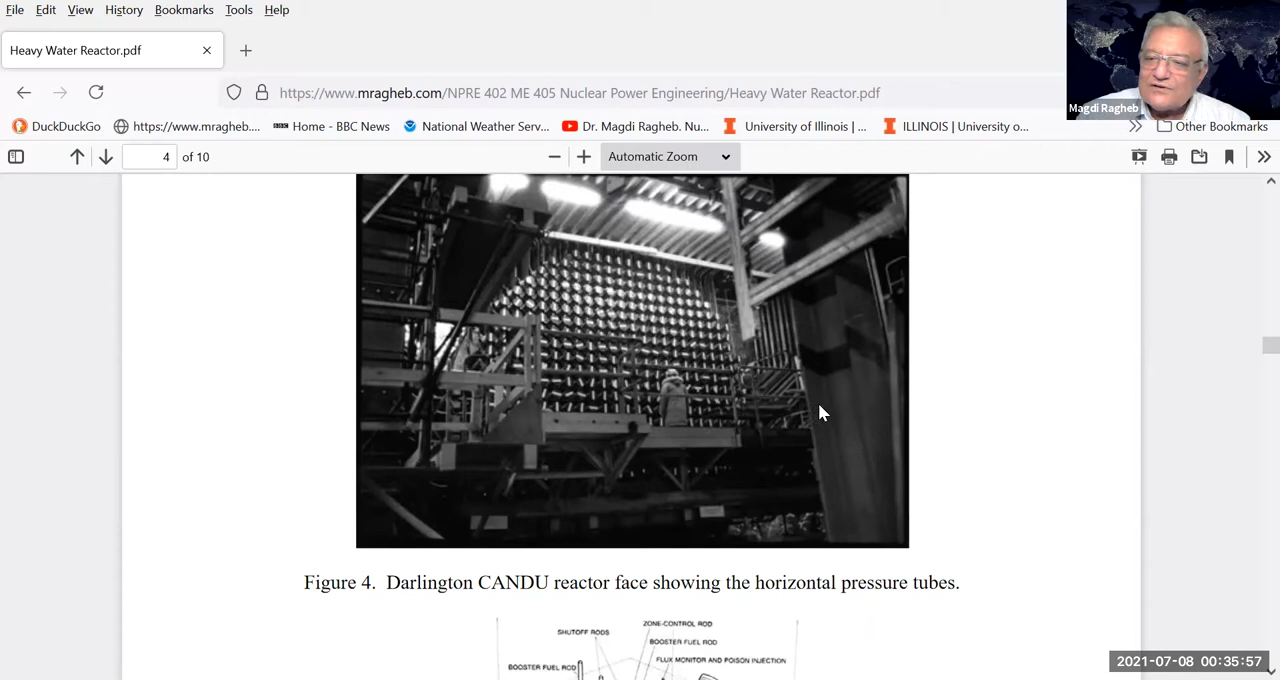 File Edit View History Bookmarks Tools Help
Heavy Water Reactor.pdf
https://www.mragheb.com/NPRE 402 ME 405 Nuclear Power Engineering/Heavy Water Reactor.pdf
Magdi Ragheb
DuckDuckGo https://www.mragheb.... Home - BBC News National Weather Serv... Dr. Magdi Ragheb. Nu... University of Illinois | ... ILLINOIS | University o... Other Bookmarks
4 of 10 Automatic Zoom
Figure 4. Darlington CANDU reactor face showing the horizontal pressure tubes.
ZONE-CONTROL ROD
SHUTOFF RODS
BOOSTER FUEL ROD
FLUX MONITOR AND POISON INJECTION
BOOSTER FUEL ROD
2021-07-08 00:35:57